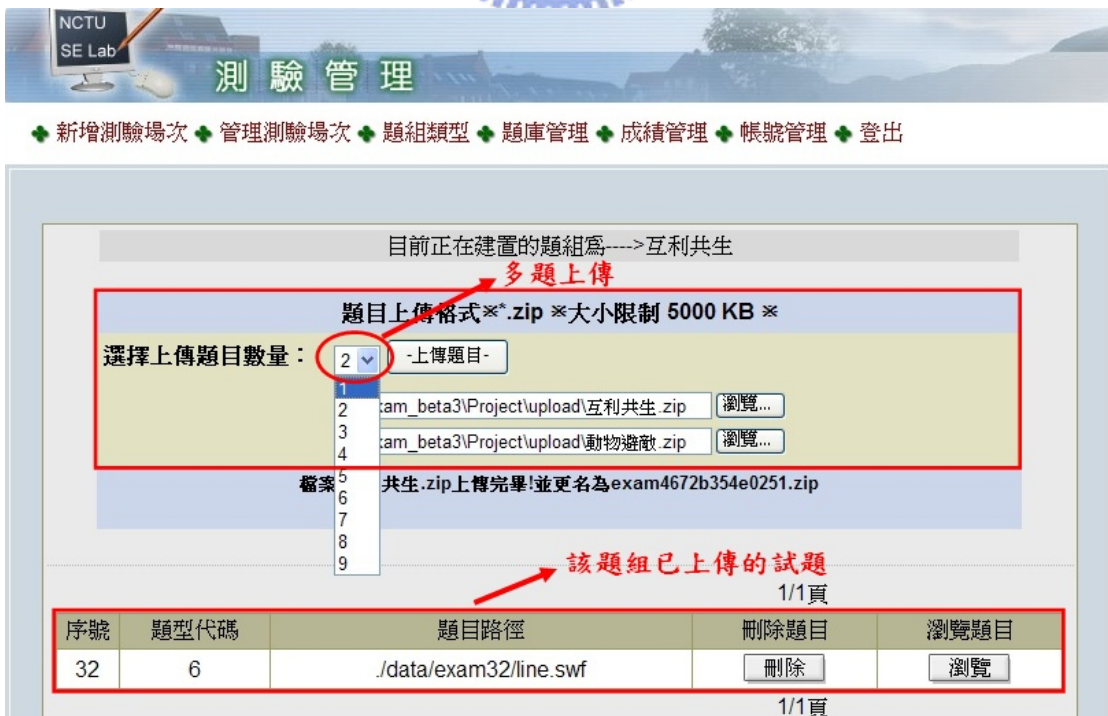 NCTU
SE Lab
測 驗 管 理
新增測驗場次 管理測驗場次 題組類型 題庫管理 成績管理 帳號管理 登出
目前正在建置的題組為---->互利共生
多題上傳
題目上傳格式※*.zip ※大小限制 5000 KB ※
選擇上傳題目數量： 2 -上傳題目-
1
2 xam_beta3\Project\upload\互利共生.zip 瀏覽...
3
4 xam_beta3\Project\upload\動物避敵.zip 瀏覽...
5
檔案 共生.zip上傳完畢!並更名為exam4672b354e0251.zip
6
7
8
9
該題組已上傳的試題
1/1頁
序號 題型代碼 題目路徑 刪除題目 瀏覽題目
32 6 ./data/exam32/line.swf 刪除 瀏覽
1/1頁